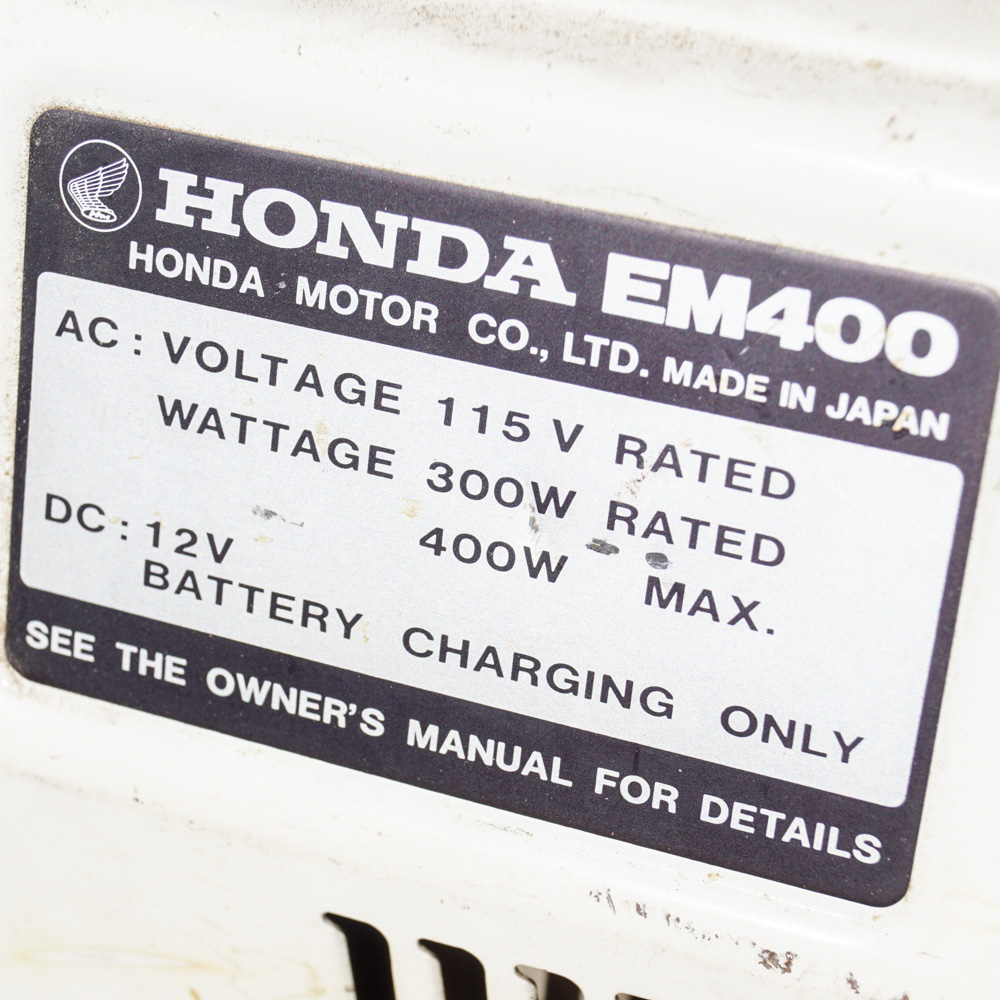 HONDA EM400
HONDA MOTOR CO., LTD. MADE IN JAPAN
AC: VOLTAGE 115V RATED
WATTAGE 300W RATED
400W MAX.
DC: 12V
BATTERY CHARGING ONLY
SEE THE OWNER'S MANUAL FOR DETAILS